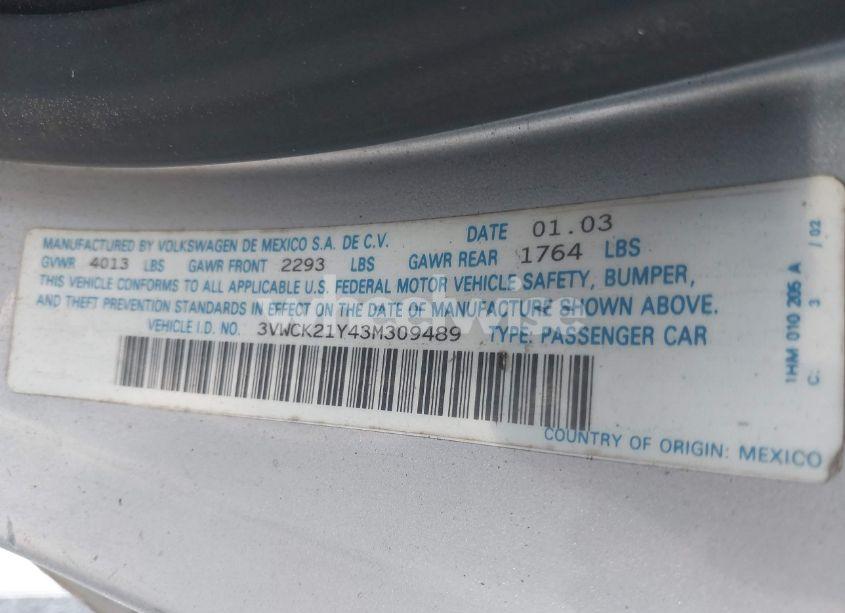 MANUFACTURED BY VOLKSWAGEN DE MEXICO S.A. DE C.V. DATE 01.03
GVWR 4013 LBS GAWR FRONT 2293 LBS GAWR REAR 1764 LBS
THIS VEHICLE CONFORMS TO ALL APPLICABLE U.S. FEDERAL MOTOR VEHICLE SAFETY, BUMPER,
AND THEFT PREVENTION STANDARDS IN EFFECT ON THE DATE OF MANUFACTURE SHOWN ABOVE.
VEHICLE I.D. NO. 3VWCK21Y43M309489 TYPE: PASSENGER CAR
COUNTRY OF ORIGIN: MEXICO
1HM 010 205 A
C: 3 / 02